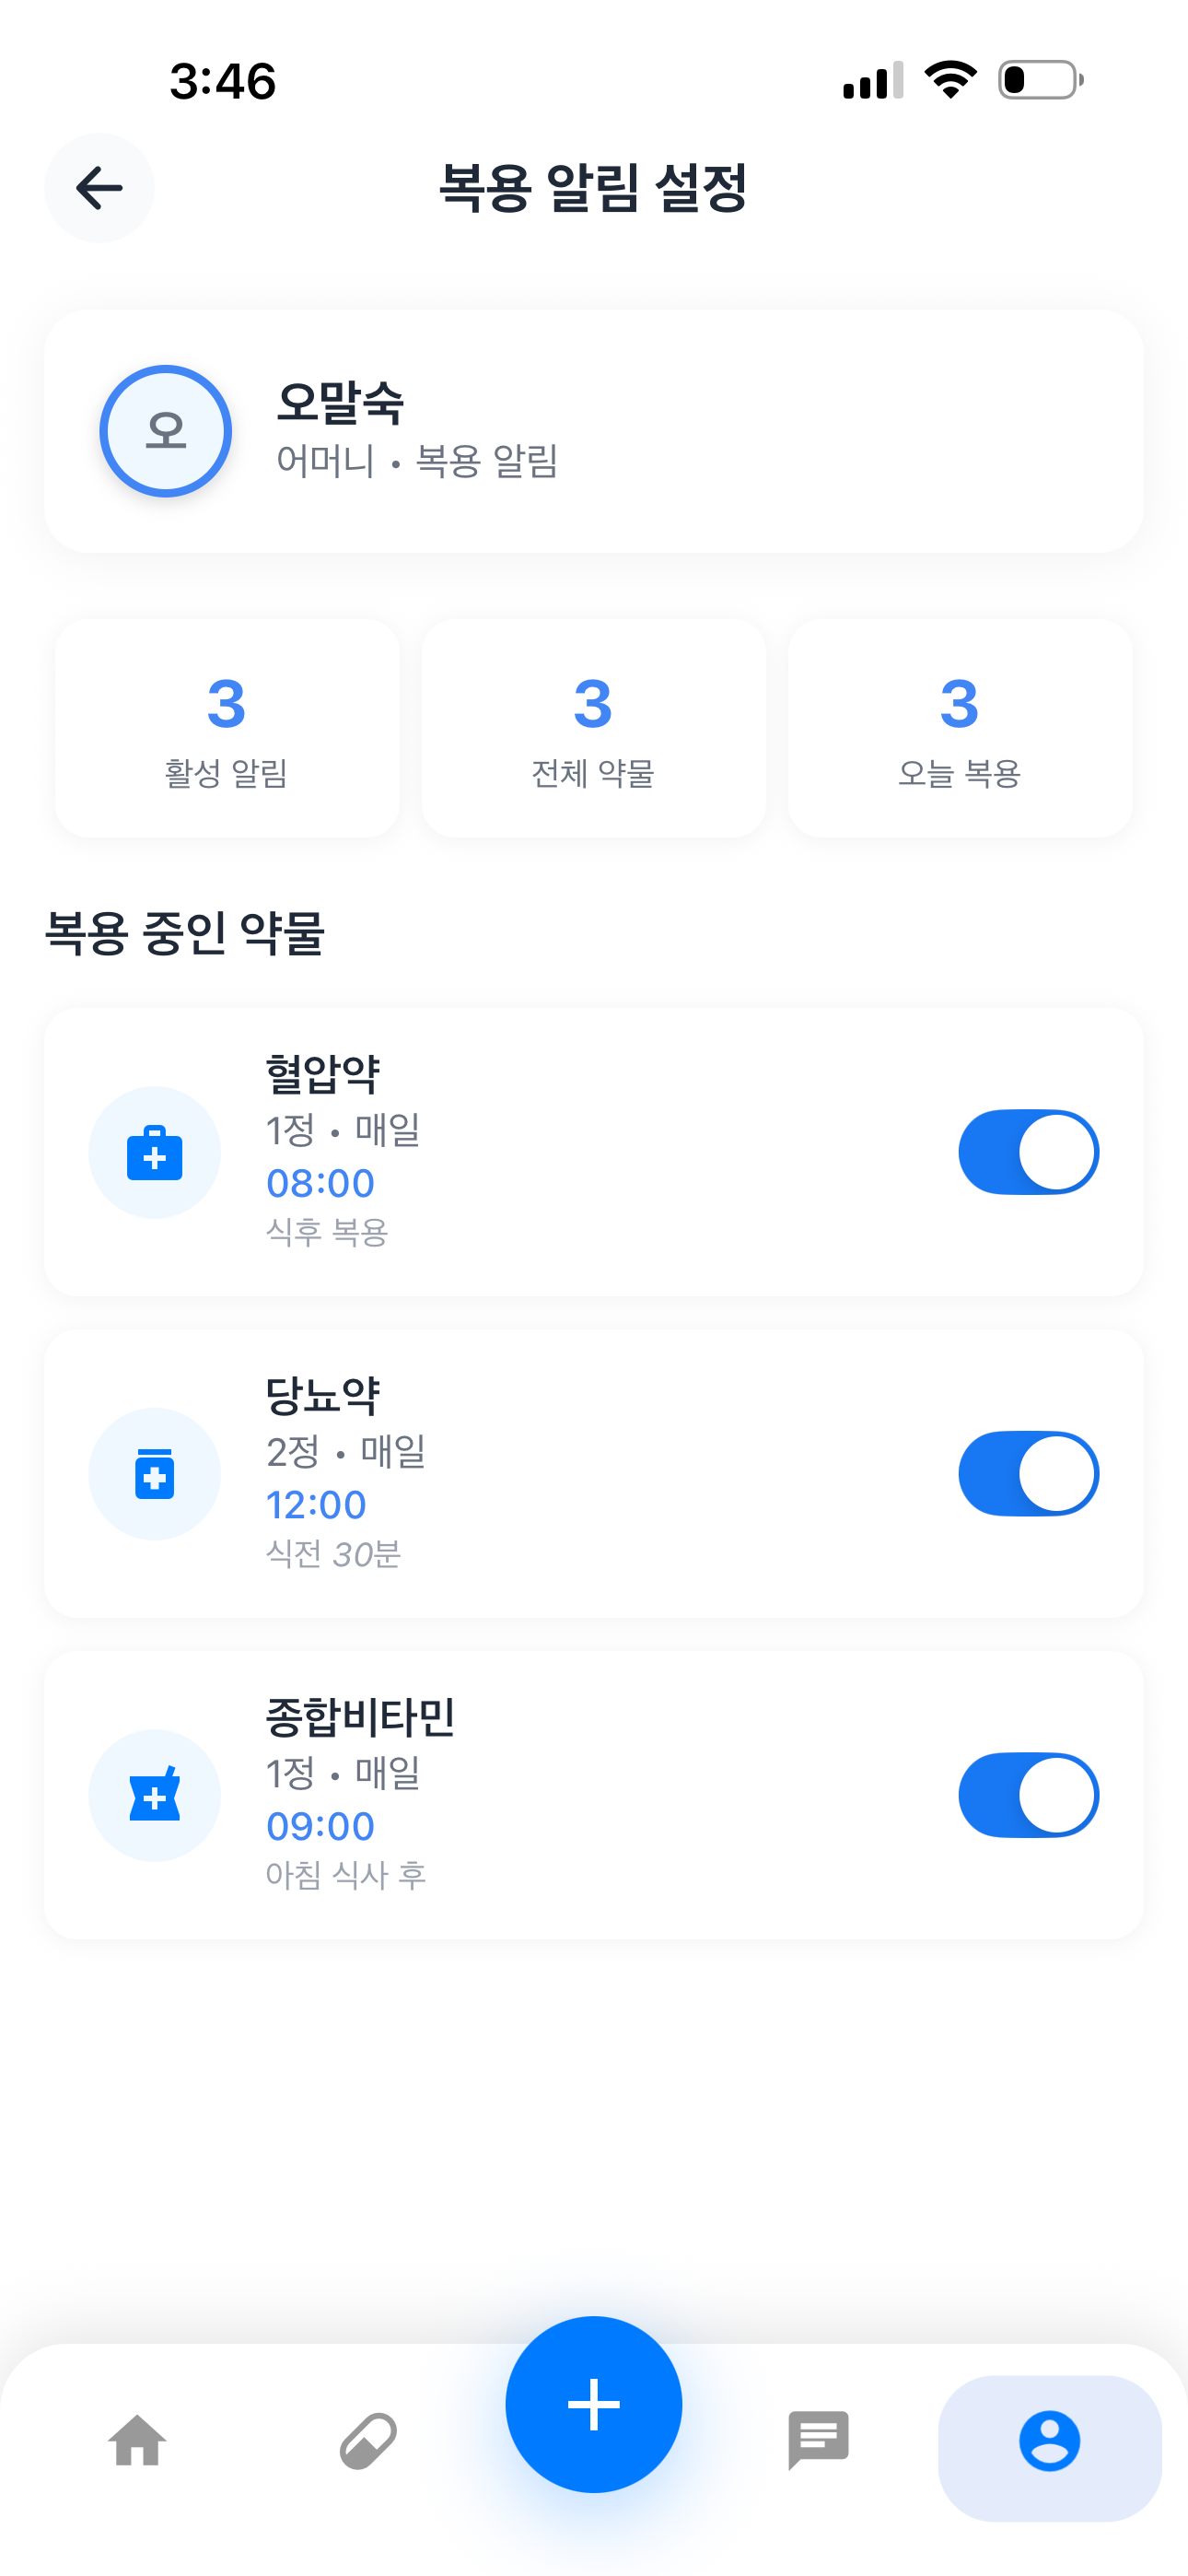 3:46
복용 알림 설정
오
오말숙
어머니 • 복용 알림
3
활성 알림
3
전체 약물
3
오늘 복용
복용 중인 약물
혈압약
1정 • 매일
08:00
식후 복용
당뇨약
2정 • 매일
12:00
식전 30분
종합비타민
1정 • 매일
09:00
아침 식사 후